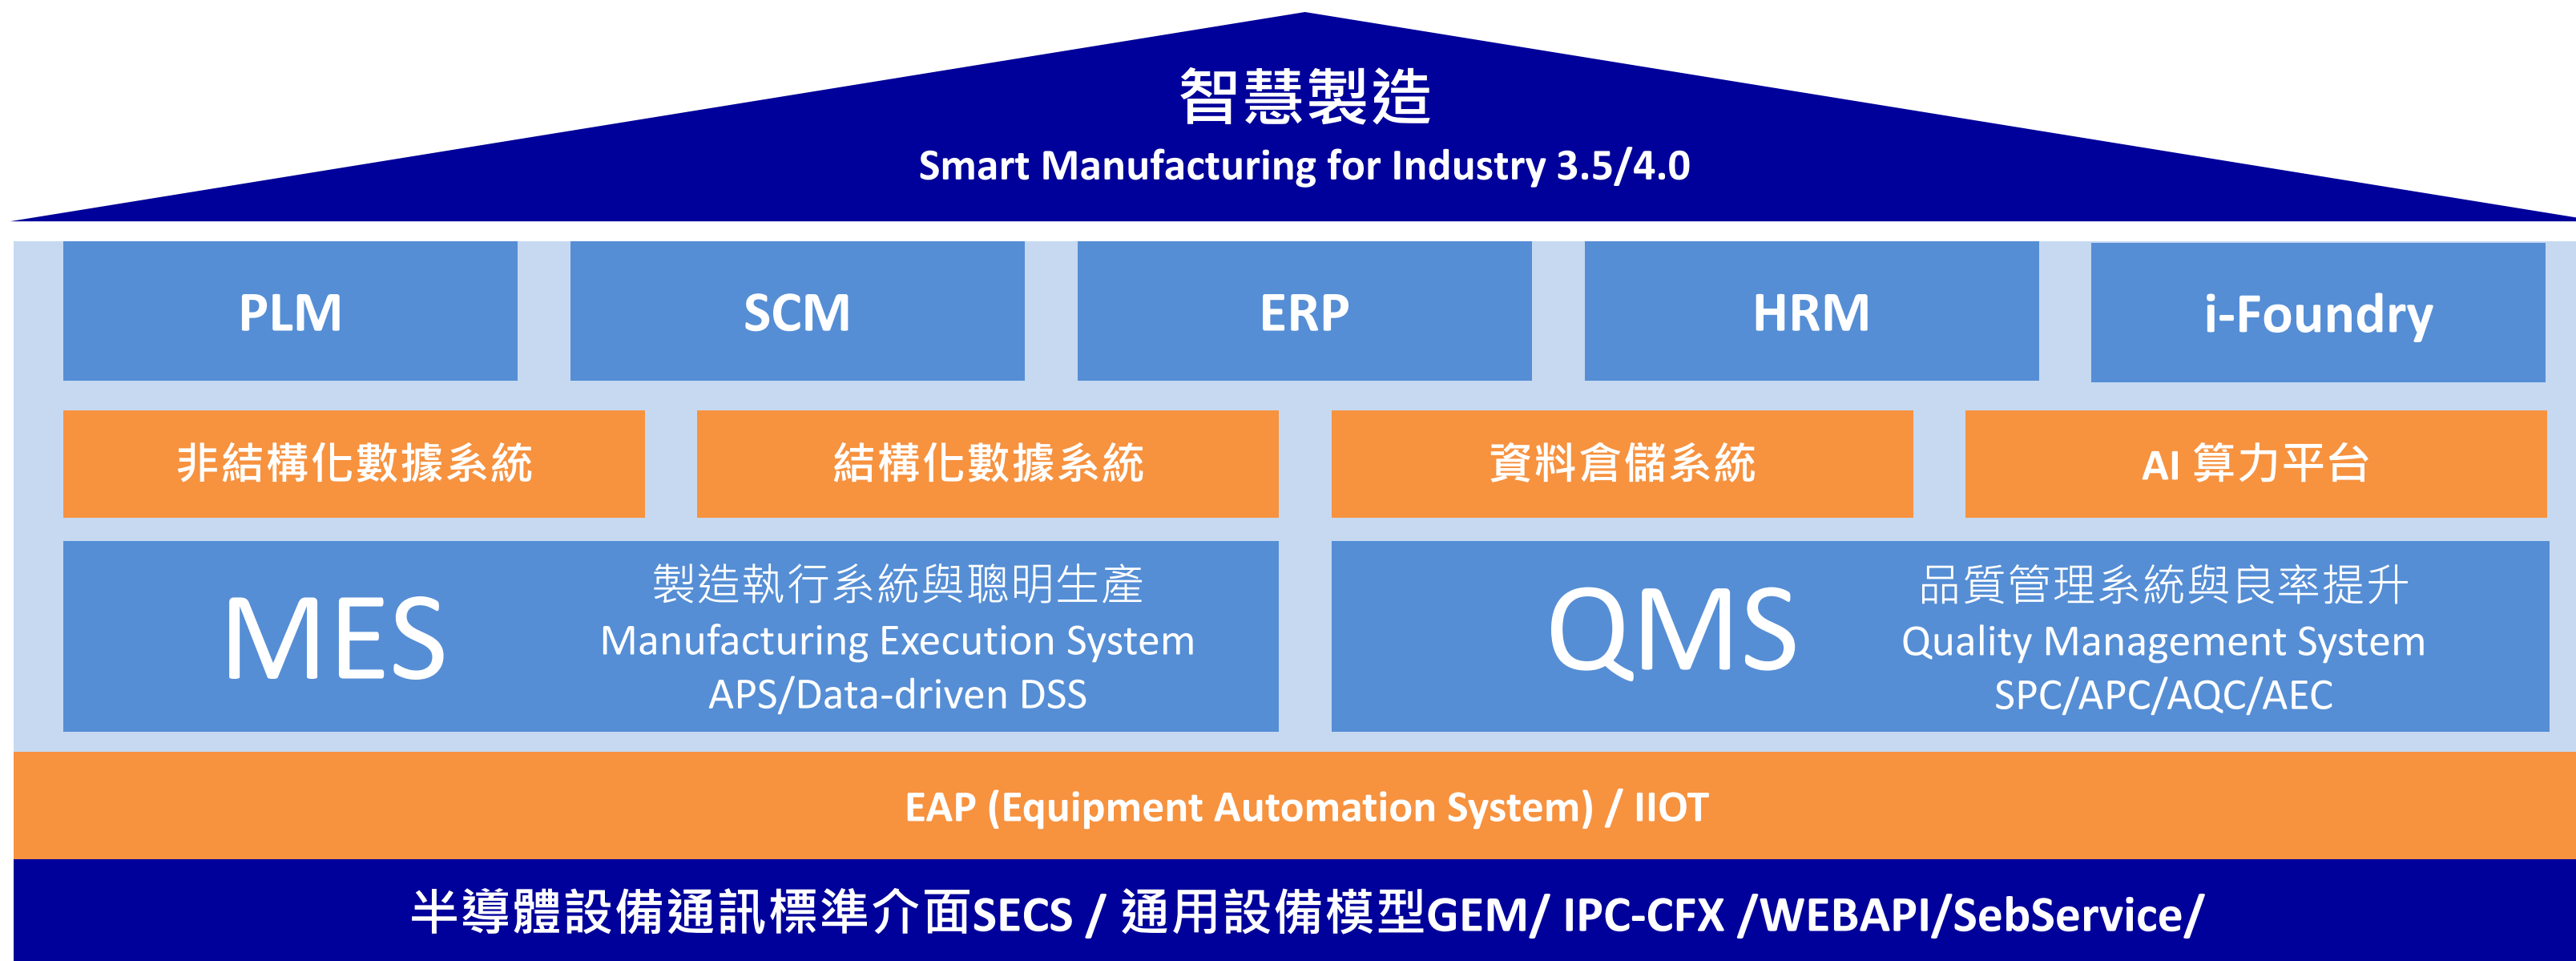 智慧製造
Smart Manufacturing for Industry 3.5/4.0
PLM
SCM
ERP
HRM
i-Foundry
非結構化數據系統
結構化數據系統
資料倉儲系統
AI 算力平台
MES
製造執行系統與聰明生產
Manufacturing Execution System
APS/Data-driven DSS
QMS
品質管理系統與良率提升
Quality Management System
SPC/APC/AQC/AEC
EAP (Equipment Automation System) / IIOT
半導體設備通訊標準介面SECS / 通用設備模型GEM/ IPC-CFX /WEBAPI/SebService/